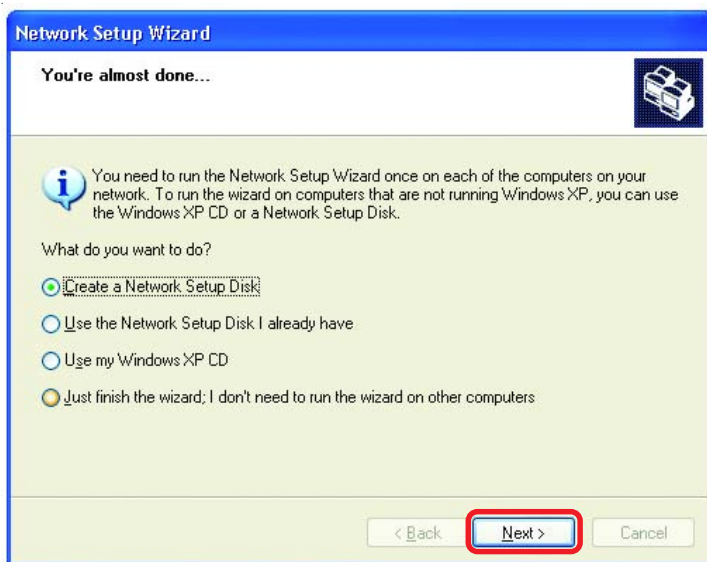 Network Setup Wizard
You're almost done...
You need to run the Network Setup Wizard once on each of the computers on your
network. To run the wizard on computers that are not running Windows XP, you can use
the Windows XP CD or a Network Setup Disk.
What do you want to do?
Create a Network Setup Disk
Use the Network Setup Disk I already have
Use my Windows XP CD
Just finish the wizard; I don't need to run the wizard on other computers
< Back
Next >
Cancel